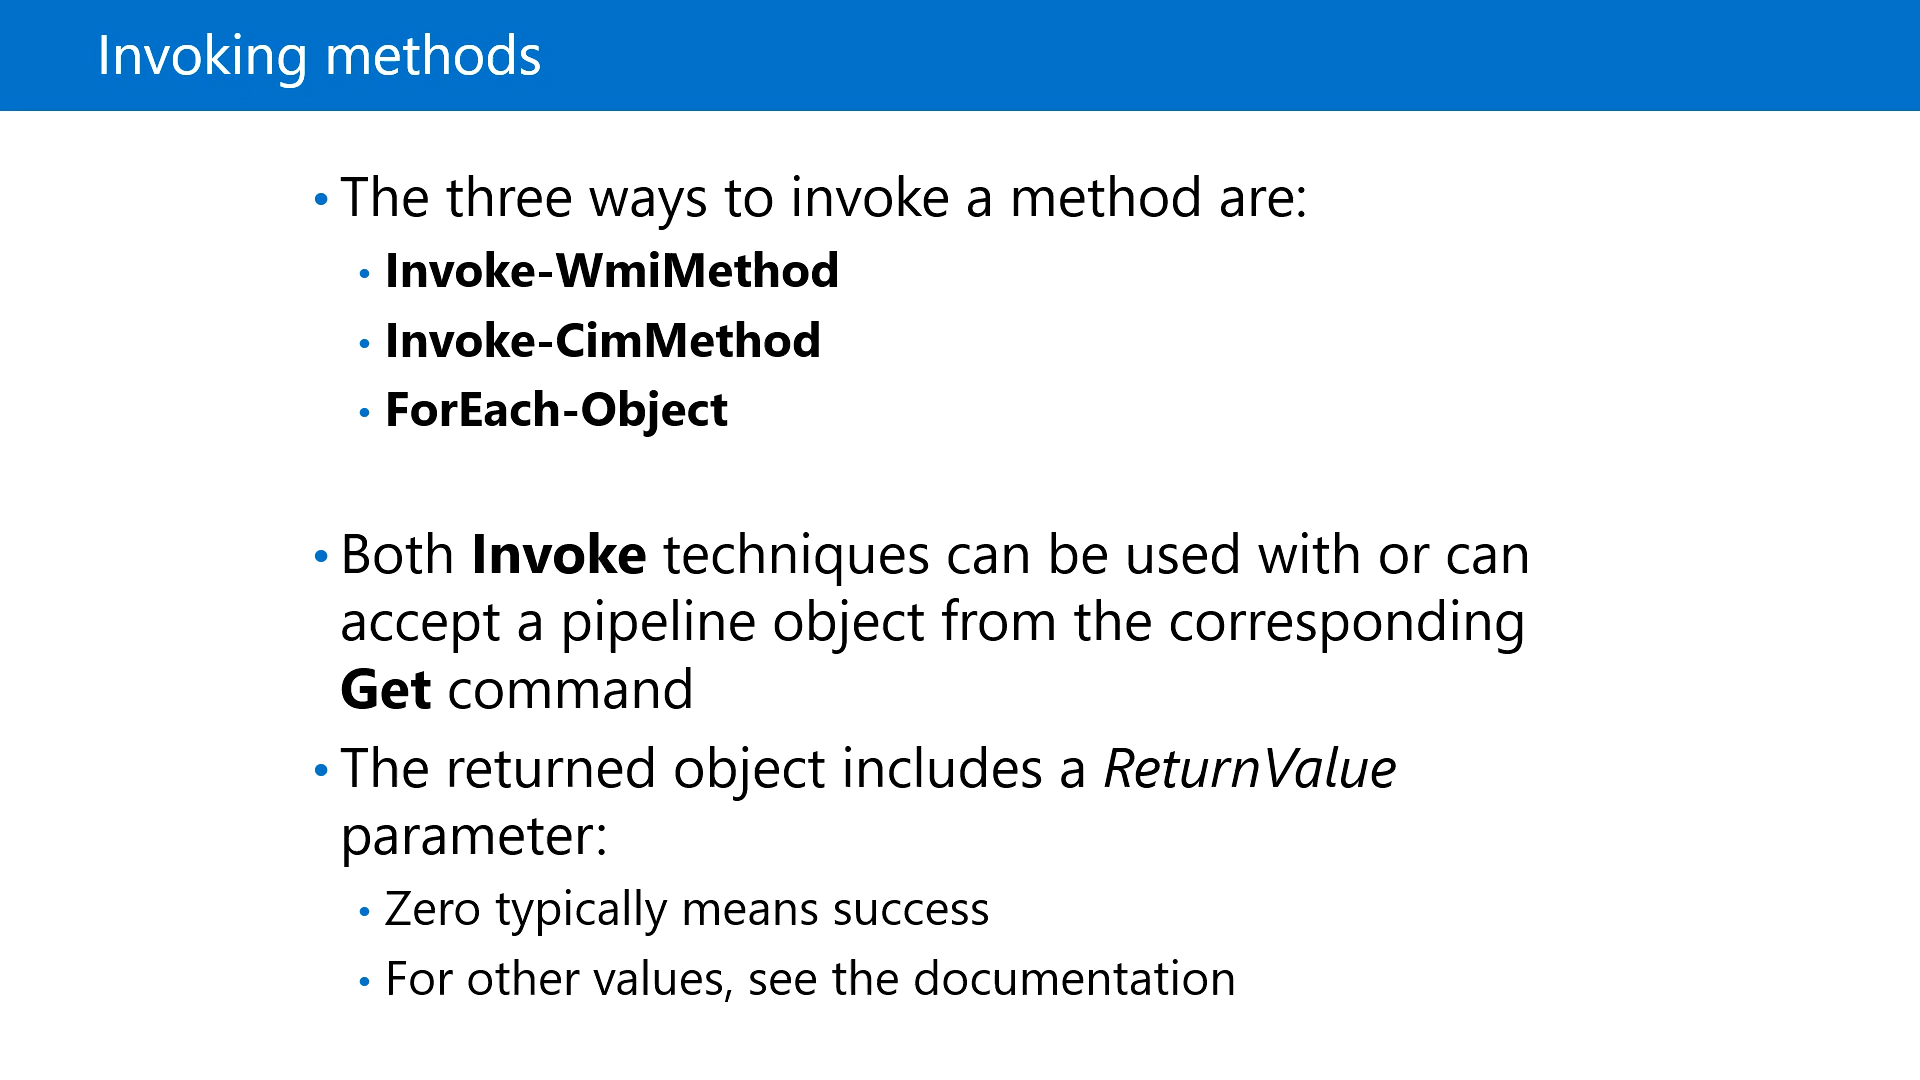 Invoking methods
• The three ways to invoke a method are:
• Invoke-WmiMethod
• Invoke-CimMethod
• ForEach-Object
• Both Invoke techniques can be used with or can
accept a pipeline object from the corresponding
Get command
• The returned object includes a ReturnValue
parameter:
• Zero typically means success
• For other values, see the documentation